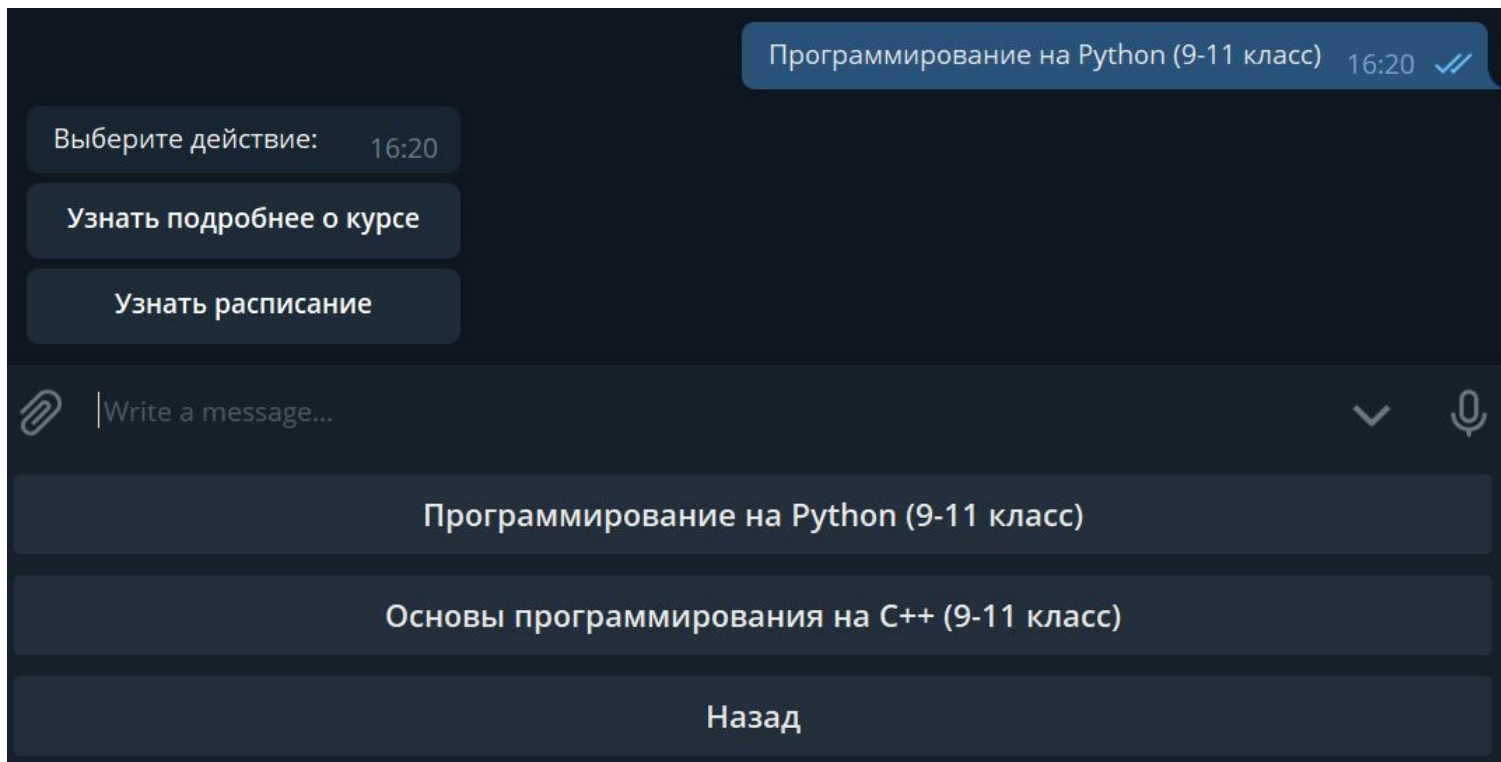 Программирование на Python (9-11 класс) 16:20
Выберите действие: 16:20
Узнать подробнее о курсе
Узнать расписание
Write a message...
Программирование на Python (9-11 класс)
Основы программирования на C++ (9-11 класс)
Назад